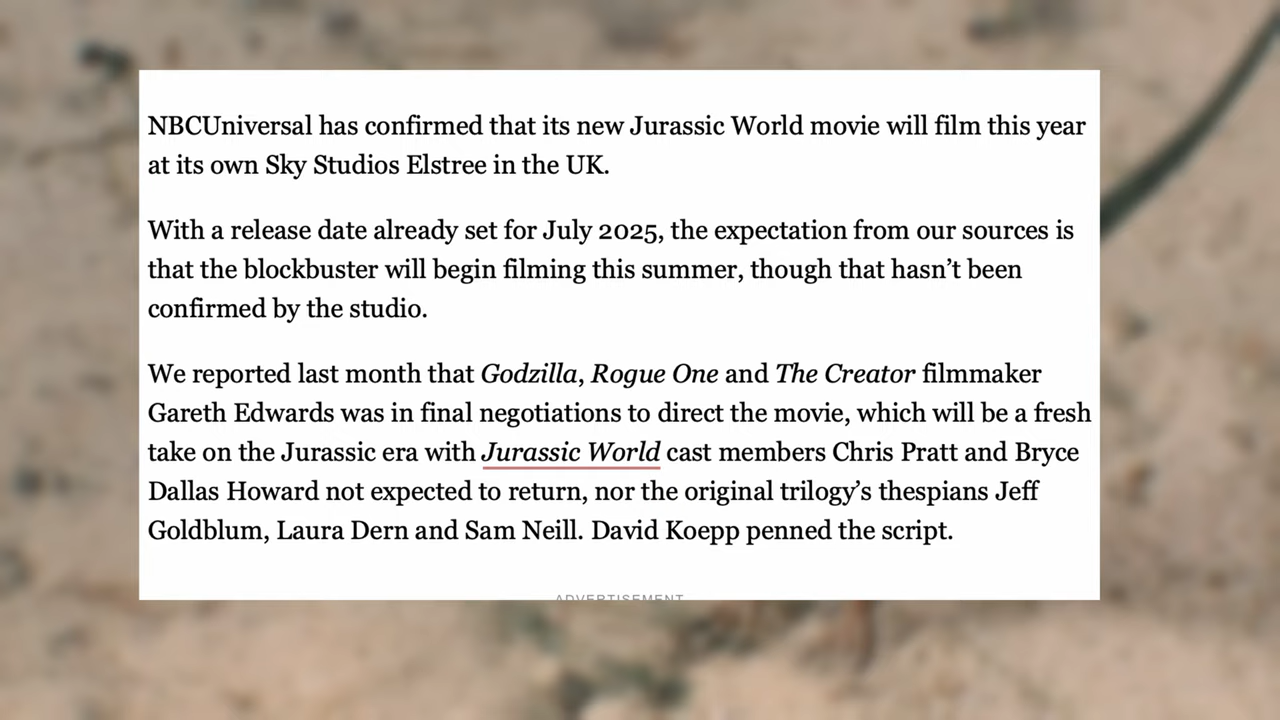 NBCUniversal has confirmed that its new Jurassic World movie will film this year
at its own Sky Studios Elstree in the UK.
With a release date already set for July 2025, the expectation from our sources is
that the blockbuster will begin filming this summer, though that hasn’t been
confirmed by the studio.
We reported last month that Godzilla, Rogue One and The Creator filmmaker
Gareth Edwards was in final negotiations to direct the movie, which will be a fresh
take on the Jurassic era with Jurassic World cast members Chris Pratt and Bryce
Dallas Howard not expected to return, nor the original trilogy’s thespians Jeff
Goldblum, Laura Dern and Sam Neill. David Koepp penned the script.
ADVERTISEMENT